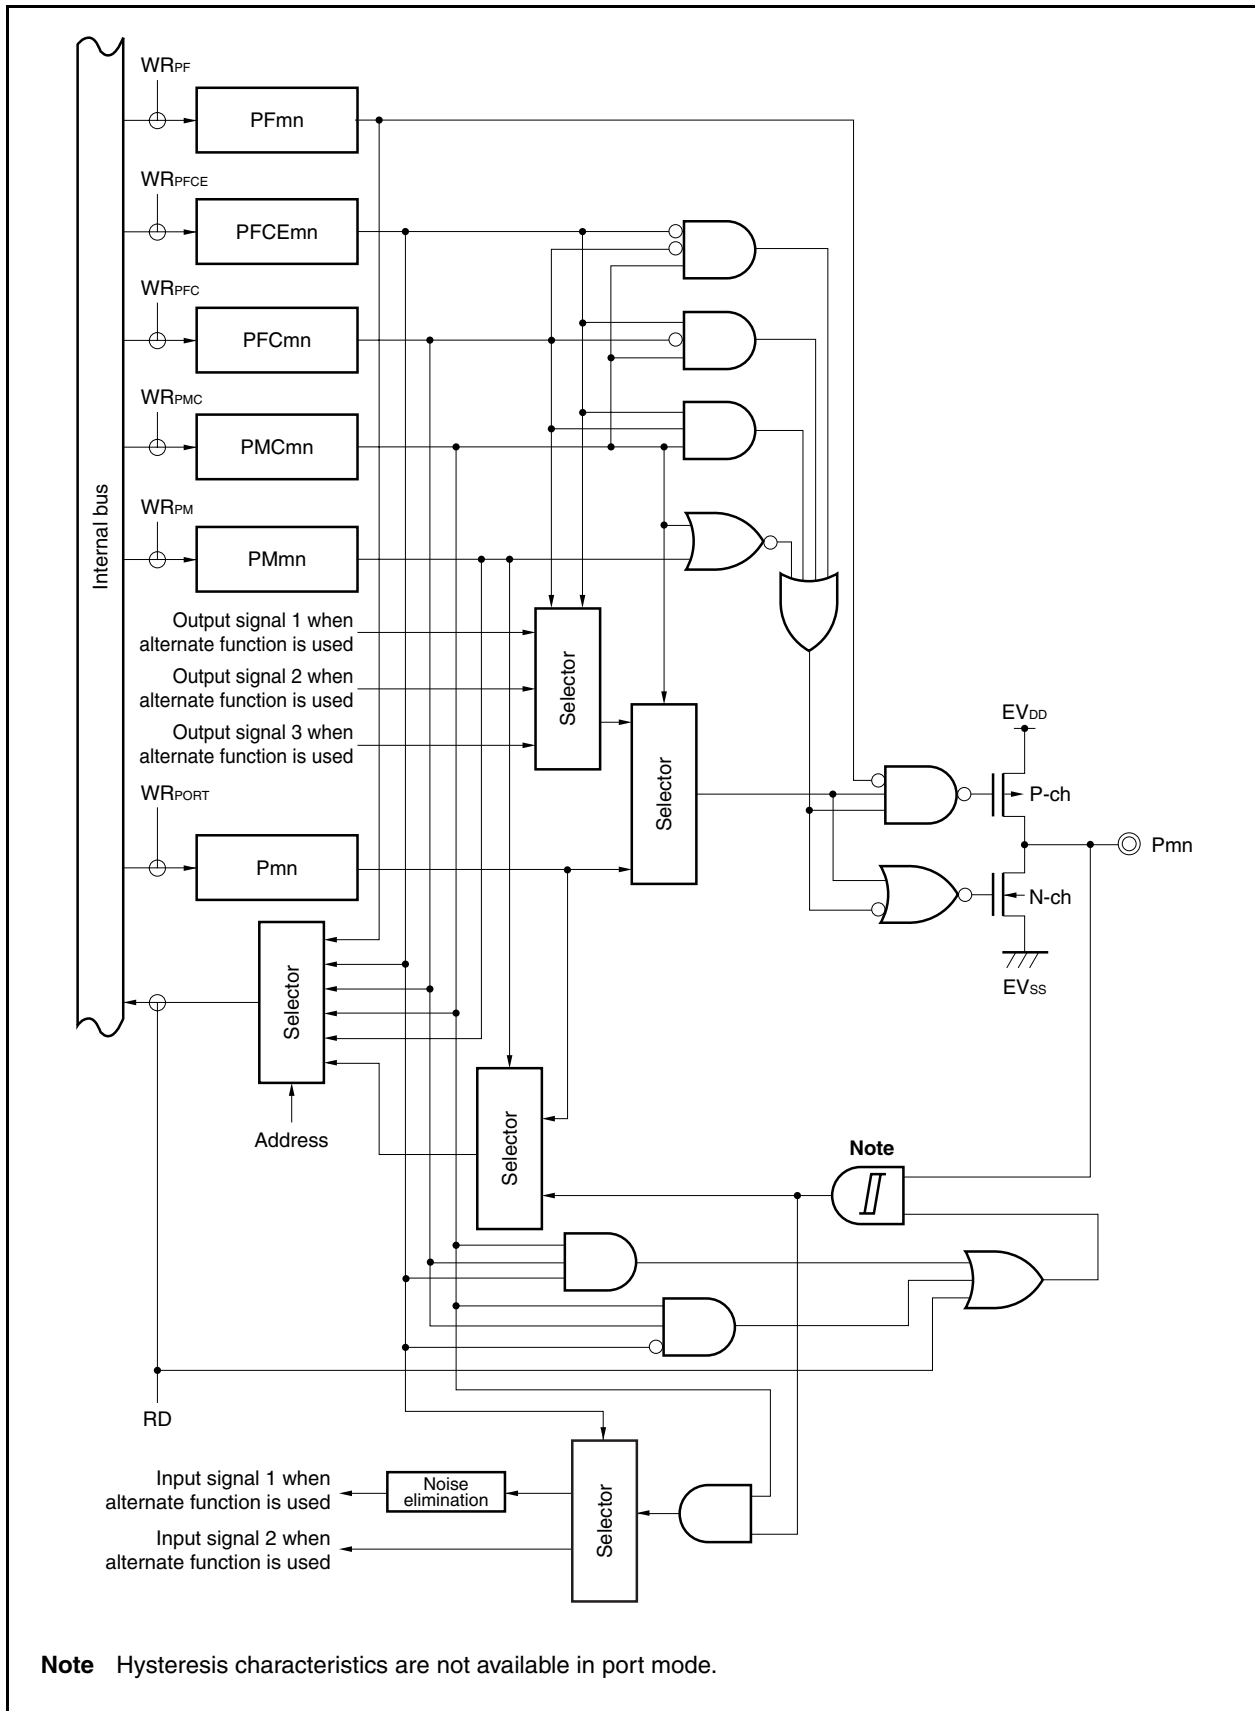 WRPF
PFmn
WRPFCE
PFCEmn
WRPFC
PFCmn
WRPMC
PMCmn
Internal bus
WRPM
PMmn
Output signal 1 when
alternate function is used
Output signal 2 when
alternate function is used
Output signal 3 when
alternate function is used
Selector
Selector
EVDD
P-ch
WRPORT
Pmn
Pmn
N-ch
EVSS
Selector
Address
Selector
Note
RD
Input signal 1 when
alternate function is used
Noise
elimination
Input signal 2 when
alternate function is used
Selector
Note Hysteresis characteristics are not available in port mode.